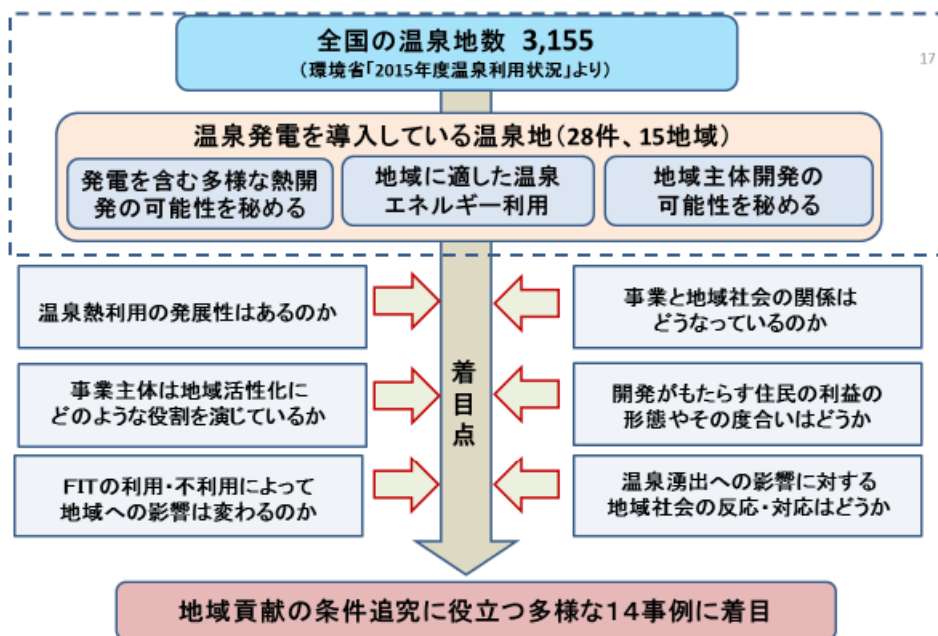 全国の温泉地数 3,155
(環境省｢2015年度温泉利用状況｣より)
17
温泉発電を導入している温泉地(28件、15地域)
発電を含む多様な熱開
発の可能性を秘める
地域に適した温泉
エネルギー利用
地域主体開発の
可能性を秘める
温泉熱利用の発展性はあるのか
事業と地域社会の関係は
どうなっているのか
着目点
事業主体は地域活性化に
どのような役割を演じているか
開発がもたらす住民の利益の
形態やその度合いはどうか
FITの利用・不利用によって
地域への影響は変わるのか
温泉湧出への影響に対する
地域社会の反応・対応はどうか
地域貢献の条件追究に役立つ多様な14事例に着目